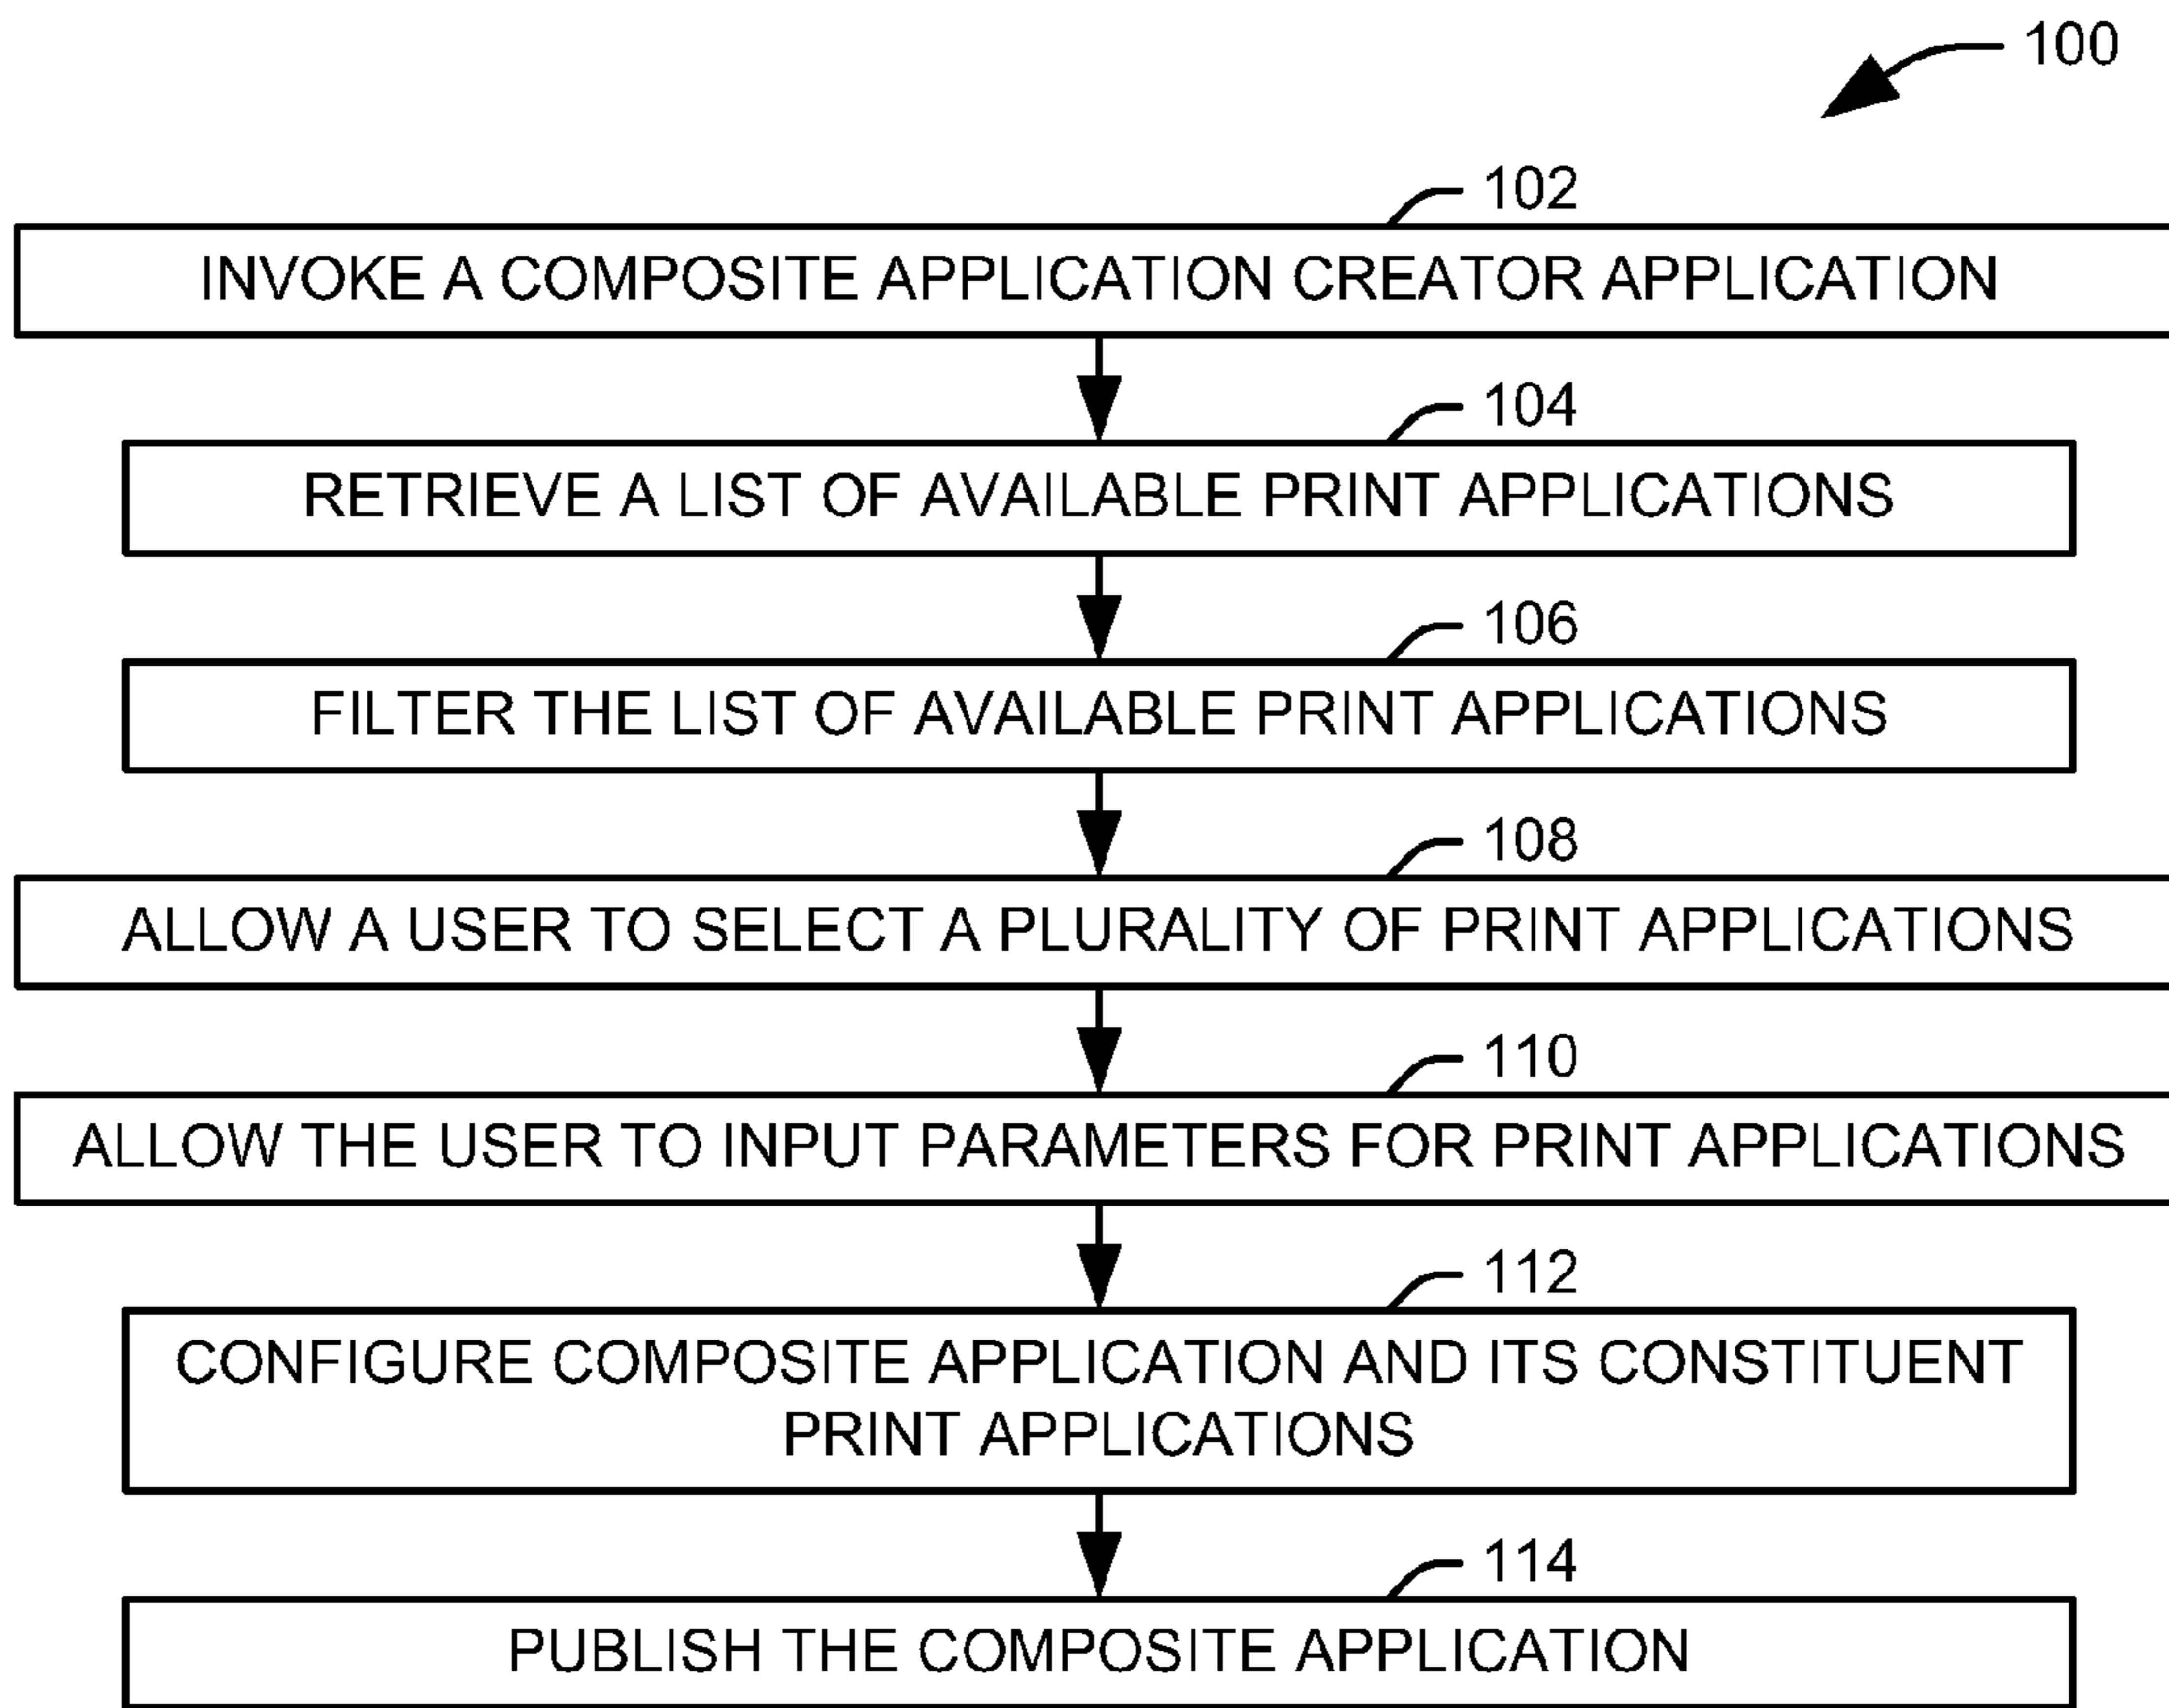 100
102
INVOKE A COMPOSITE APPLICATION CREATOR APPLICATION
104
RETRIEVE A LIST OF AVAILABLE PRINT APPLICATIONS
106
FILTER THE LIST OF AVAILABLE PRINT APPLICATIONS
108
ALLOW A USER TO SELECT A PLURALITY OF PRINT APPLICATIONS
110
ALLOW THE USER TO INPUT PARAMETERS FOR PRINT APPLICATIONS
112
CONFIGURE COMPOSITE APPLICATION AND ITS CONSTITUENT
PRINT APPLICATIONS
114
PUBLISH THE COMPOSITE APPLICATION